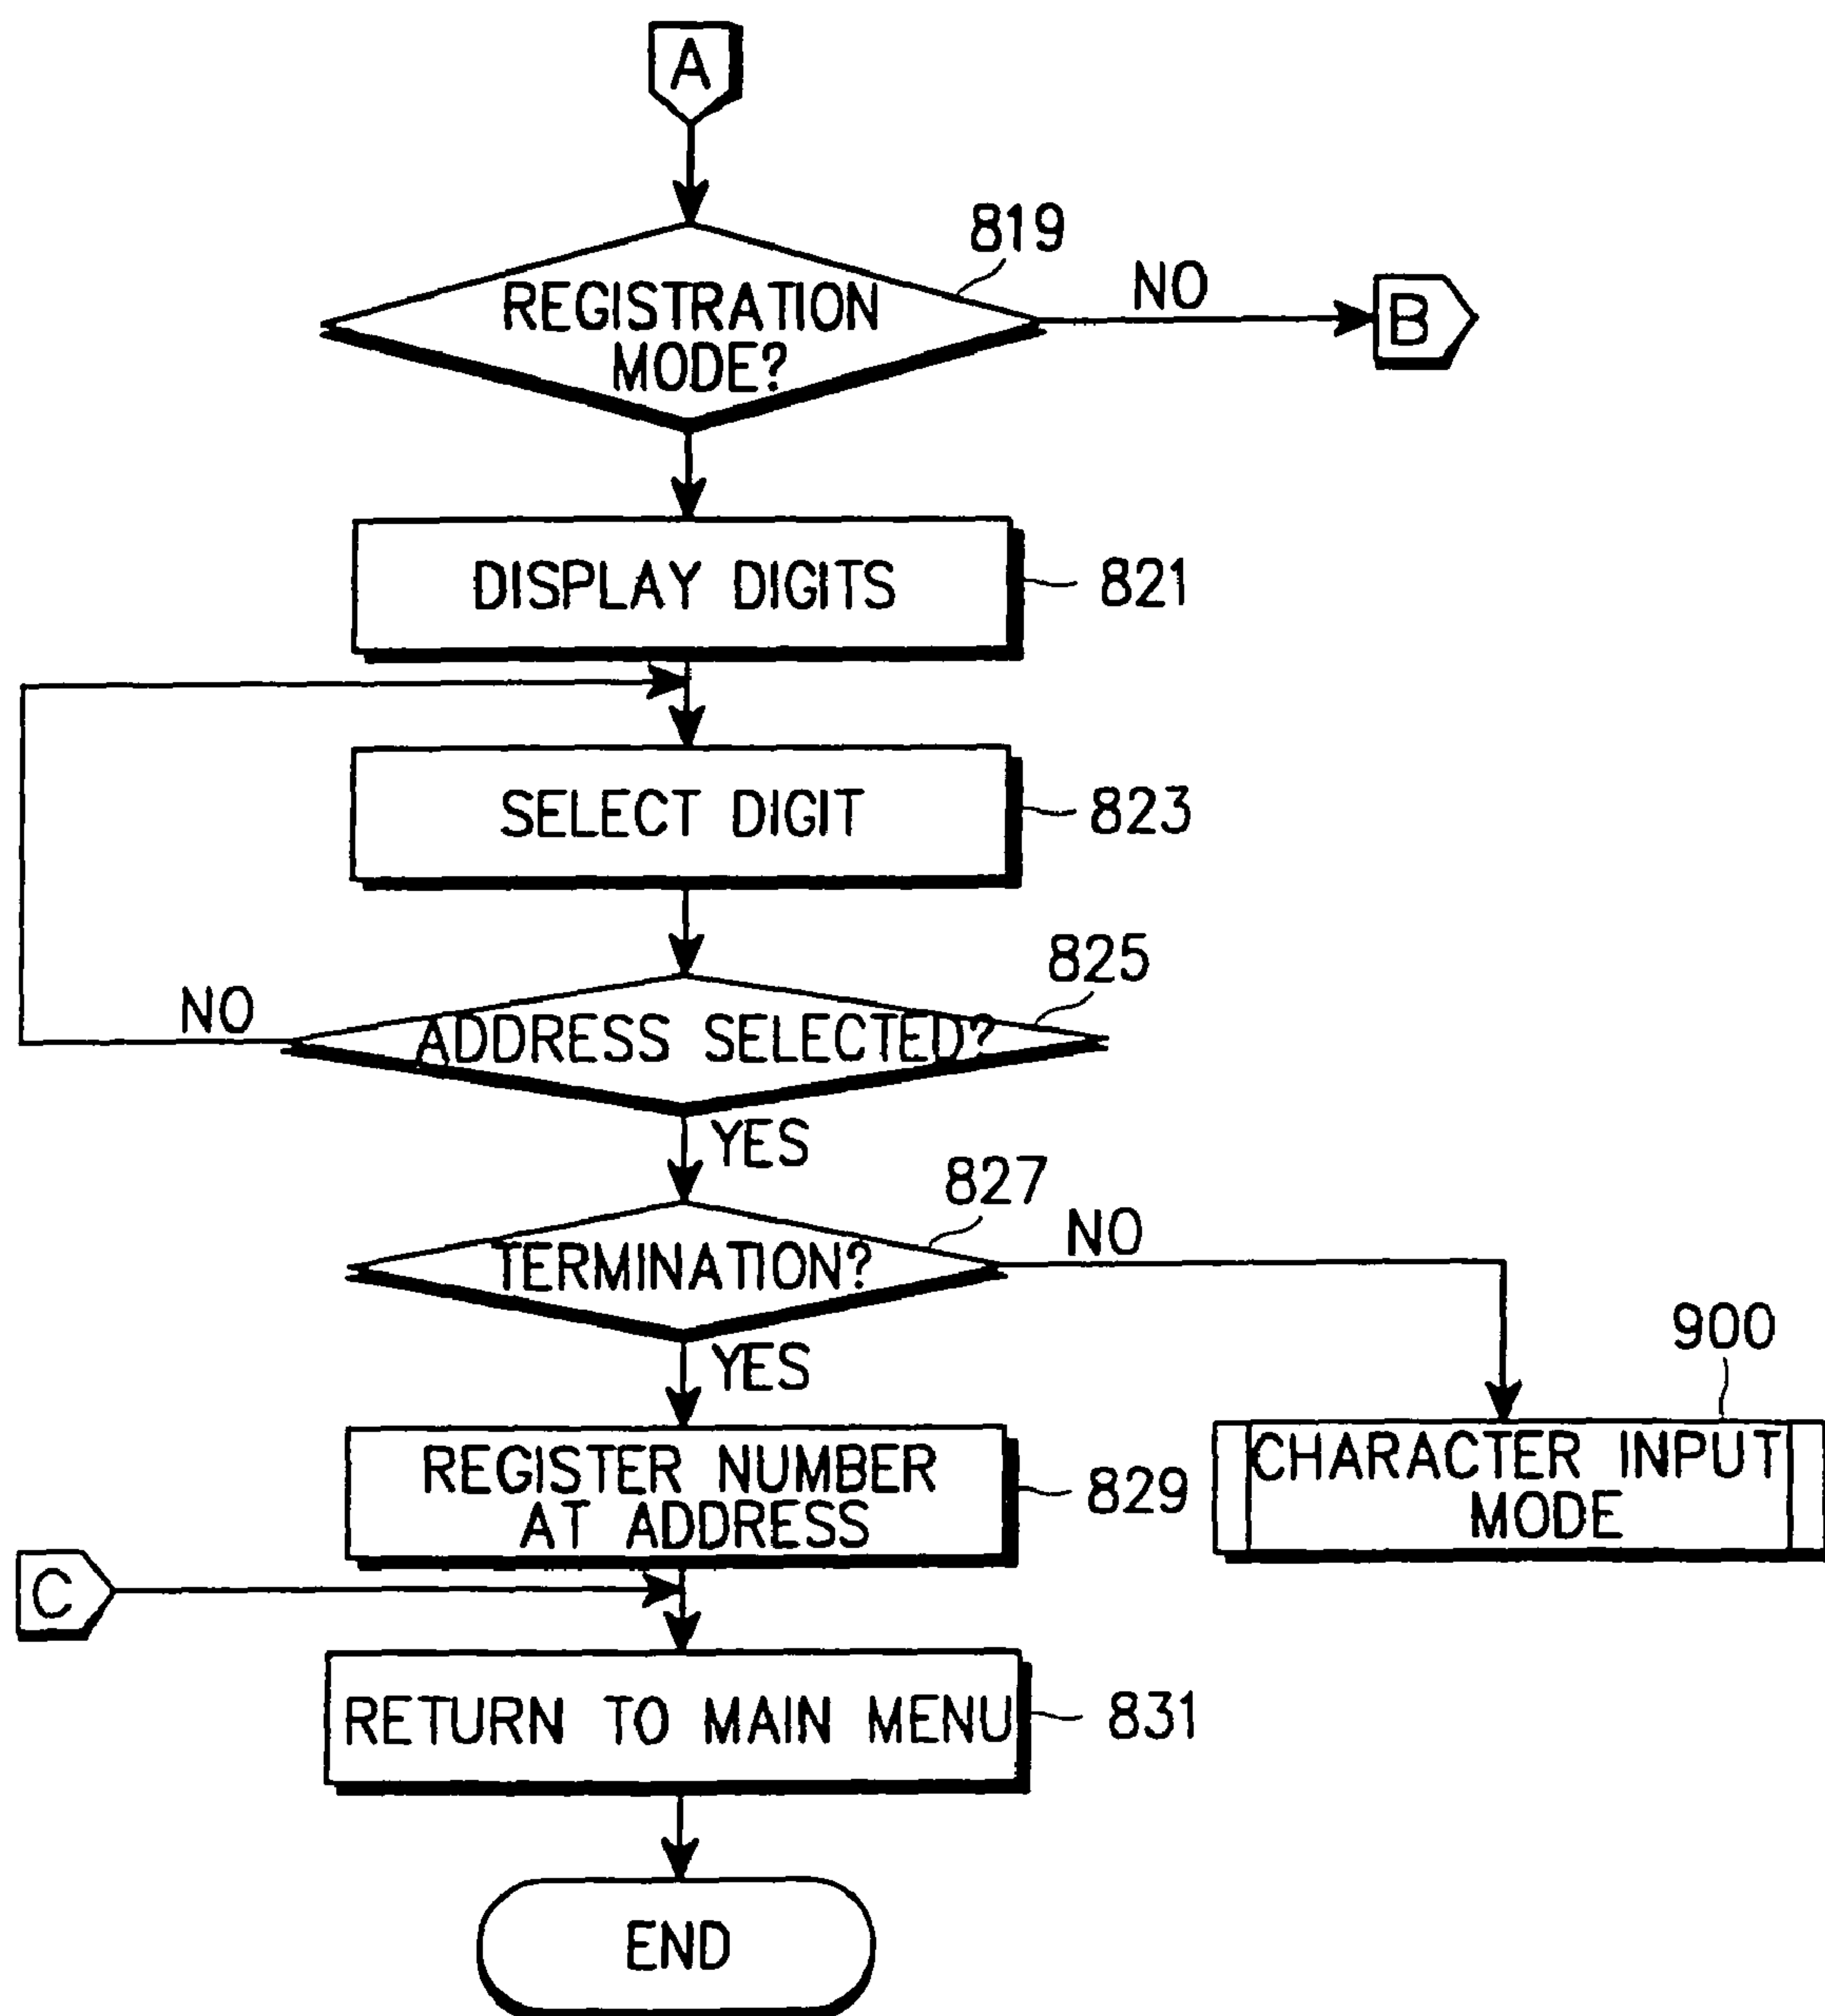 A
819
REGISTRATION
MODE?
NO
B
DISPLAY DIGITS
821
SELECT DIGIT
823
825
NO
ADDRESS SELECTED?
YES
827
TERMINATION?
NO
YES
900
REGISTER NUMBER
AT ADDRESS
829
CHARACTER INPUT
MODE
C
RETURN TO MAIN MENU
831
END